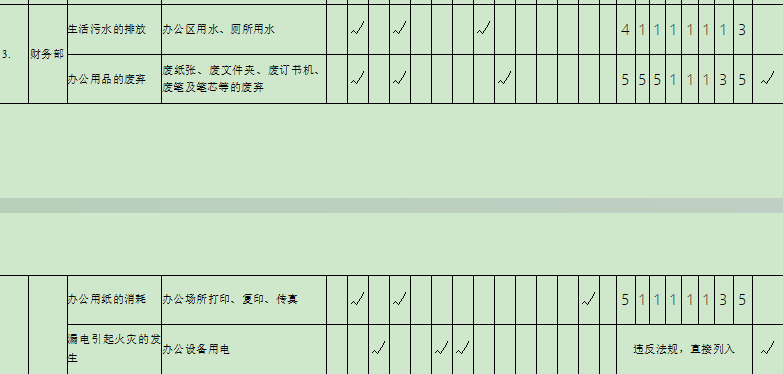 生活污水的排放 办公区用水、厕所用水 ✓ ✓ ✓ 4 1 1 1 1 1 1 3
3. 财务部
办公用品的废弃 废纸张、废文件夹、废订书机、
废笔及笔芯等的废弃 ✓ ✓ ✓ 5 5 5 1 1 1 3 5 ✓
办公用纸的消耗 办公场所打印、复印、传真 ✓ ✓ ✓ 5 1 1 1 1 1 3 5
漏电引起火灾的发
生 办公设备用电 ✓ ✓ ✓ 违反法规，直接列入 ✓